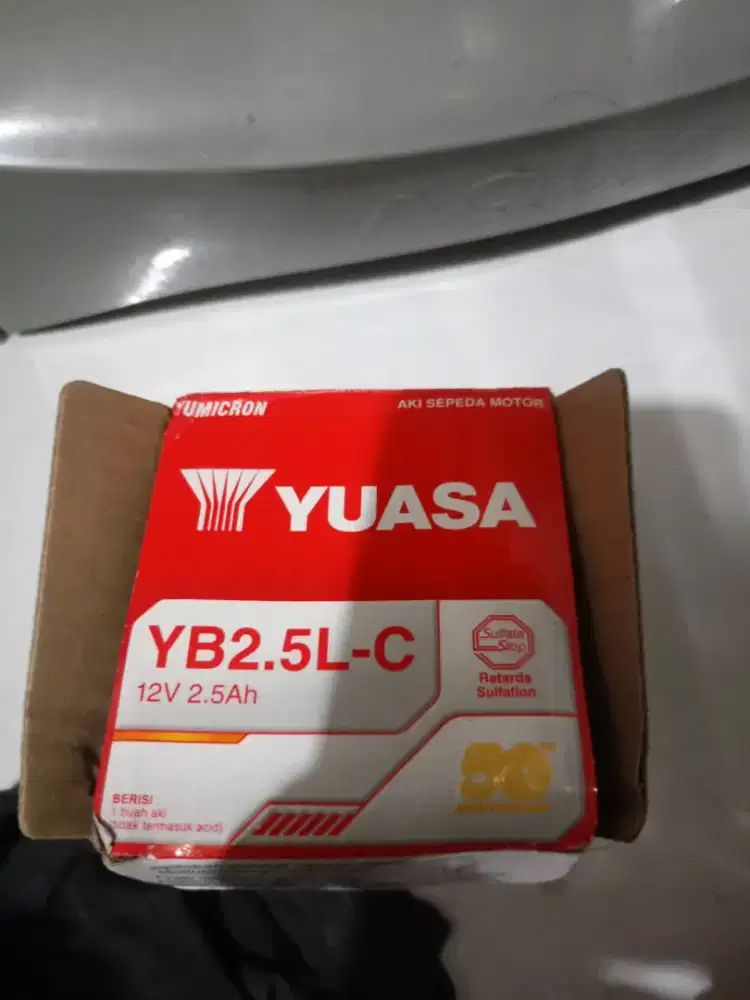 YUMICRON
AKI SEPEDA MOTOR
YUASA
YB2.5L-C
12V 2.5Ah
Sulfate
Stop
Retards
Sulfation
BERISI :
1 buah aki
(tidak termasuk acid)